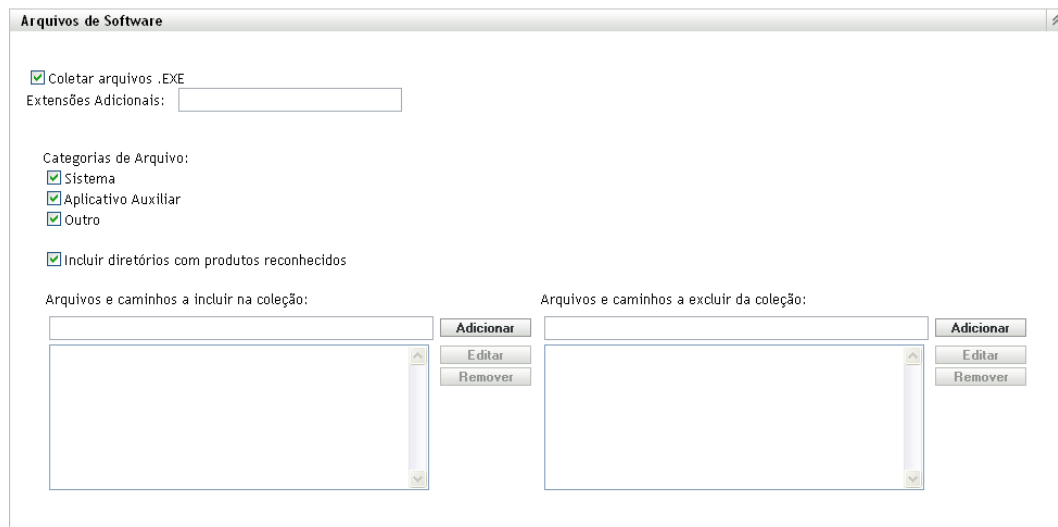 Arquivos de Software
Coletar arquivos .EXE
Extensões Adicionais:
Categorias de Arquivo:
Sistema
Aplicativo Auxiliar
Outro
Incluir diretórios com produtos reconhecidos
Arquivos e caminhos a incluir na coleção:
Adicionar
Editar
Remover
Arquivos e caminhos a excluir da coleção:
Adicionar
Editar
Remover